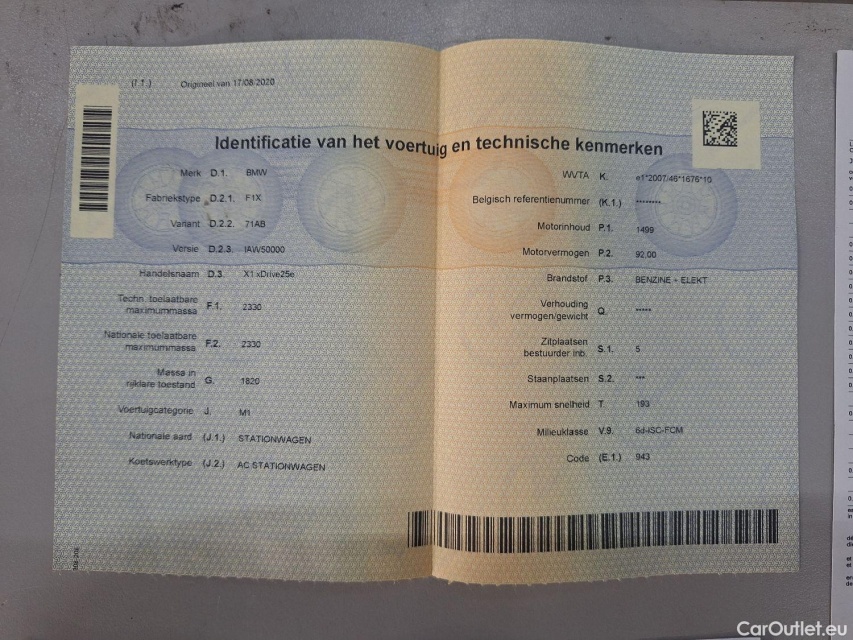 (I.1.) Origineel van 17/08/2020
Identificatie van het voertuig en technische kenmerken
Merk D.1. BMW
Fabriekstype D.2.1. F1X
Variant D.2.2. 71AB
Versie D.2.3. IAW50000
Handelsnaam D.3. X1 xDrive25e
Techn. toelaatbare
maximummassa F.1. 2330
Nationale toelaatbare
maximummassa F.2. 2330
Massa in
rijklare toestand G. 1820
Voertuigcategorie J. M1
Nationale aard (J.1.) STATIONWAGEN
Koetswerktype (J.2.) AC STATIONWAGEN
WVTA K. e1*2007/46*1676*10
Belgisch referentienummer (K.1.) ********
Motorinhoud P.1. 1499
Motorvermogen P.2. 92.00
Brandstof P.3. BENZINE + ELEKT
Verhouding
vermogen/gewicht Q. *****
Zitplaatsen
bestuurder inb. S.1. 5
Staanplaatsen S.2. ***
Maximum snelheid T. 193
Milieuklasse V.9. 6d-ISC-FCM
Code (E.1.) 943
CarOutlet.eu